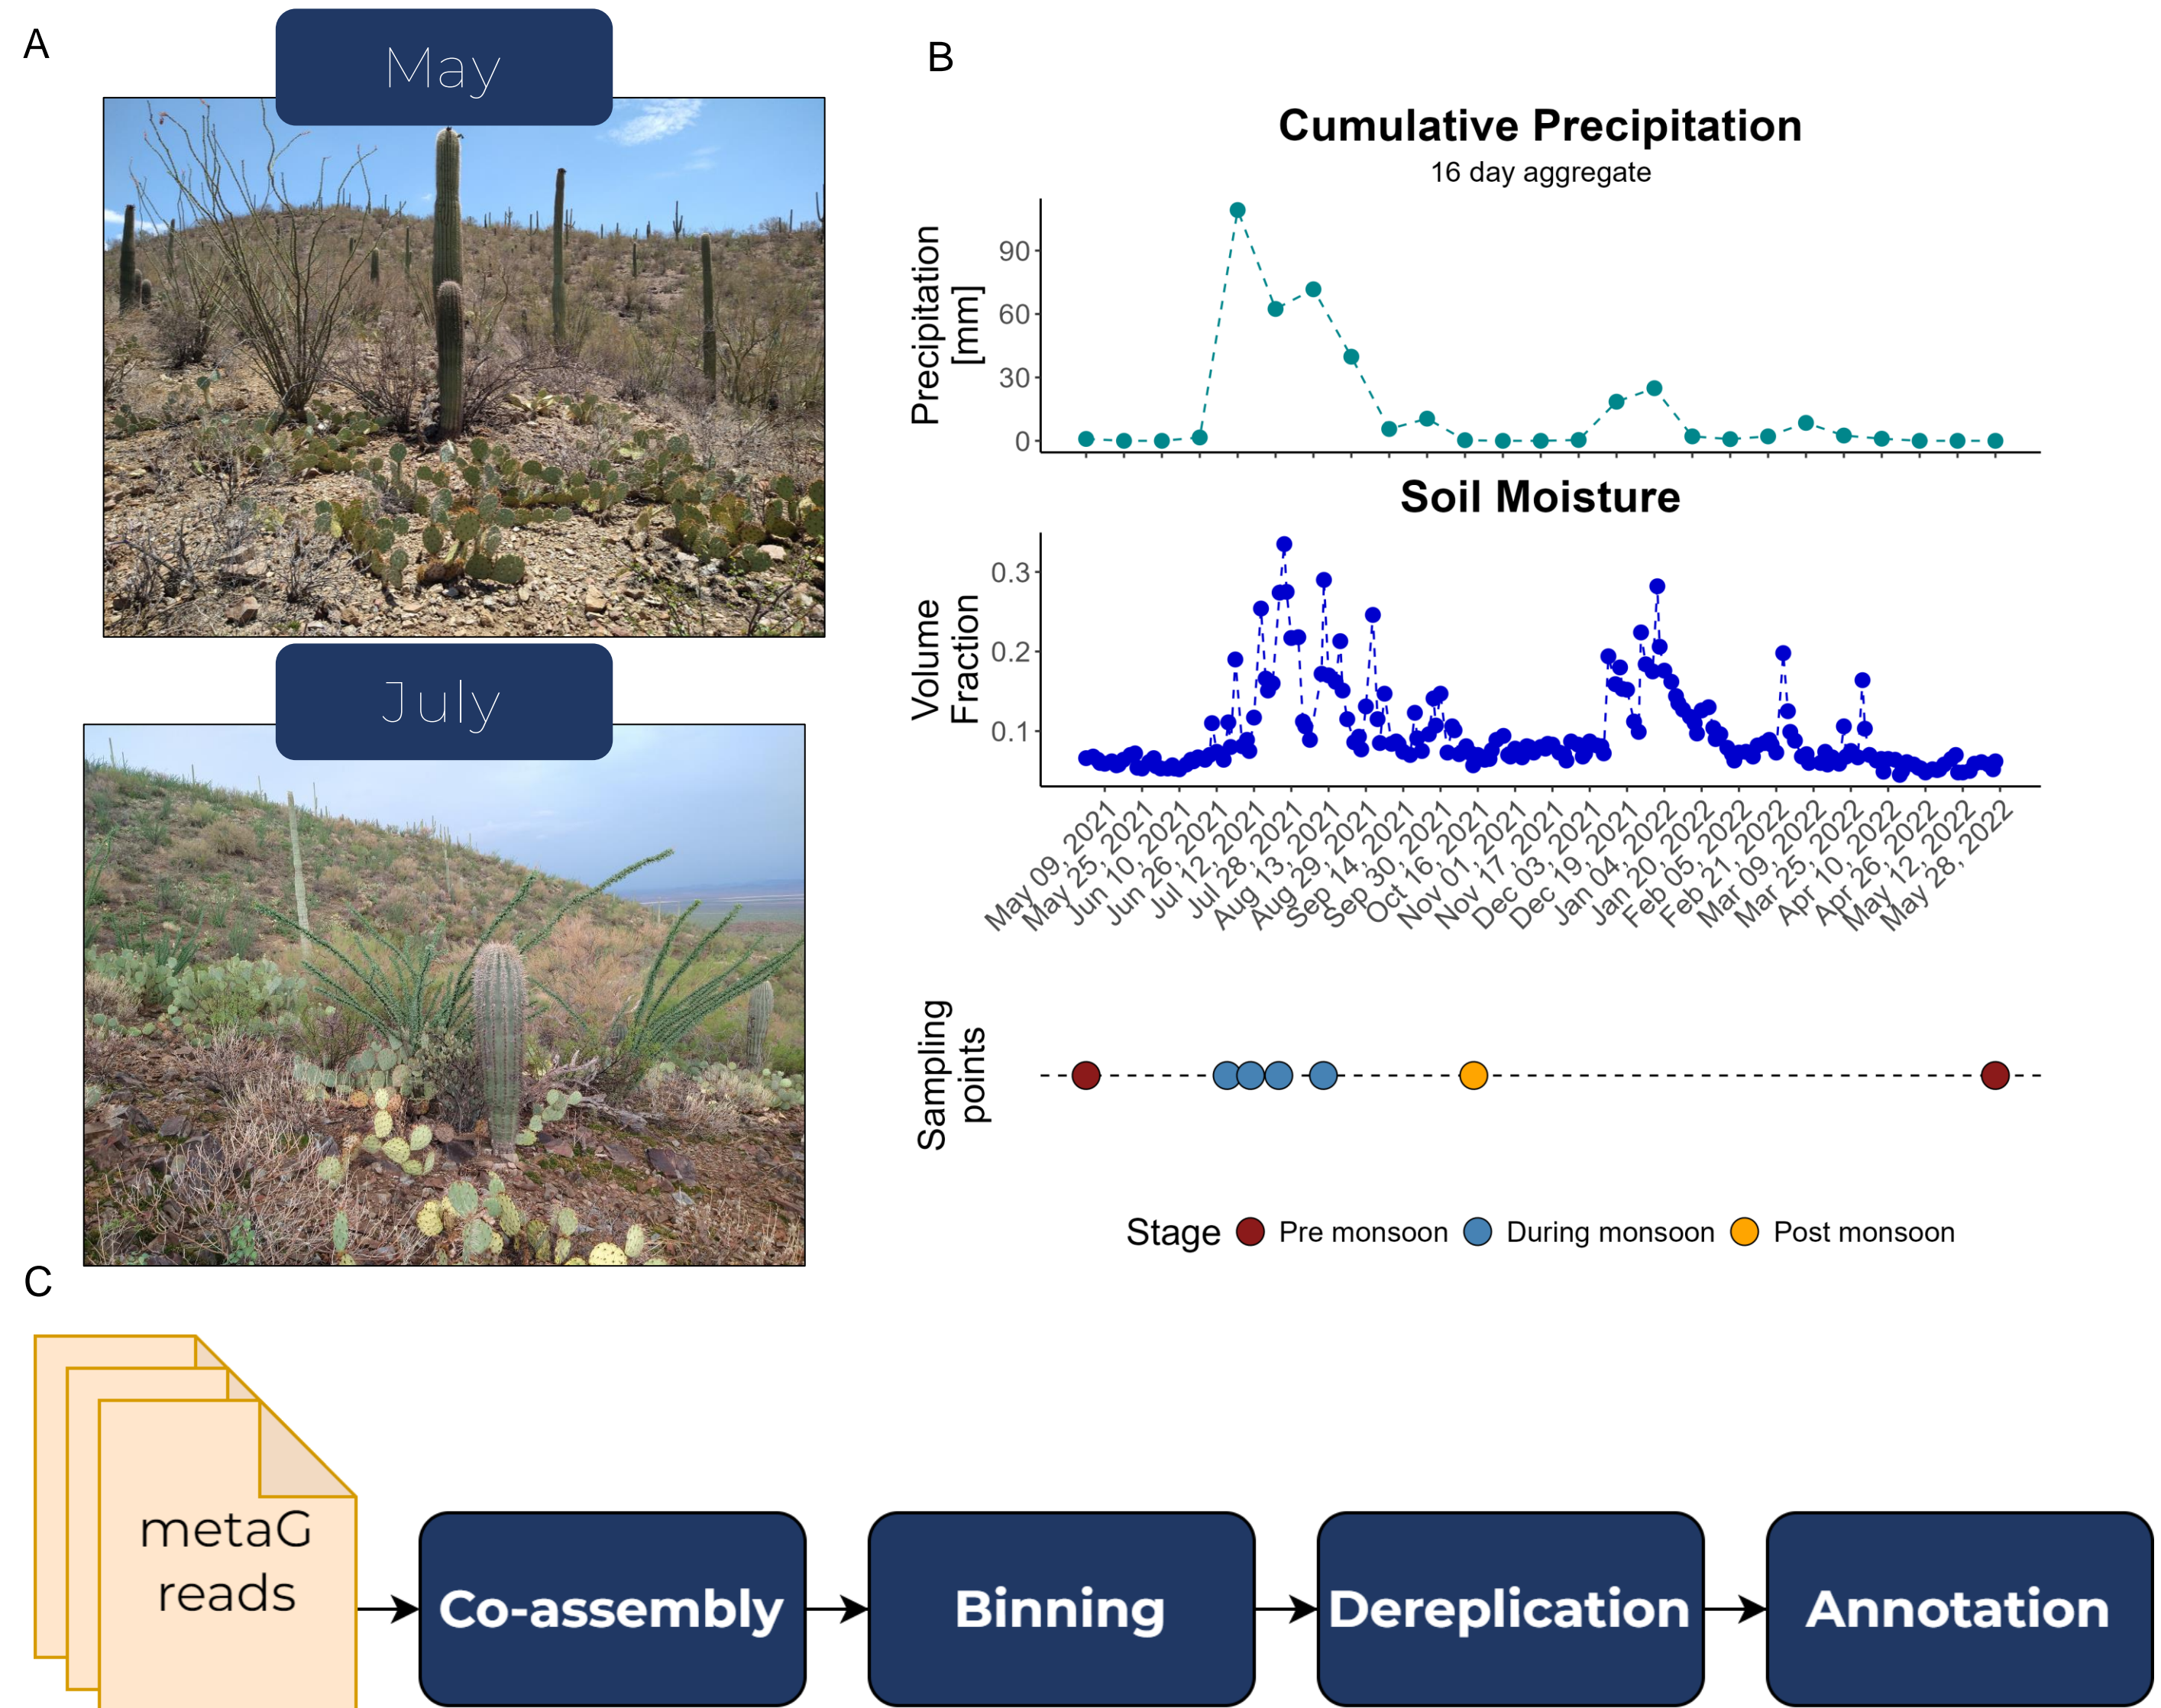 A
May
July
B
Cumulative Precipitation
16 day aggregate
Precipitation
[mm]
90
60
30
0
Soil Moisture
Volume
Fraction
0.3
0.2
0.1
May 09, 2021
May 25, 2021
Jun 10, 2021
Jun 26, 2021
Jul 12, 2021
Jul 28, 2021
Aug 13, 2021
Aug 29, 2021
Sep 14, 2021
Sep 30, 2021
Oct 16, 2021
Nov 01, 2021
Nov 17, 2021
Dec 03, 2021
Dec 19, 2021
Jan 04, 2022
Jan 20, 2022
Feb 05, 2022
Feb 21, 2022
Mar 09, 2022
Mar 25, 2022
Apr 10, 2022
Apr 26, 2022
May 12, 2022
May 28, 2022
Sampling
points
Stage Pre monsoon During monsoon Post monsoon
C
metaG
reads
Co-assembly
Binning
Dereplication
Annotation